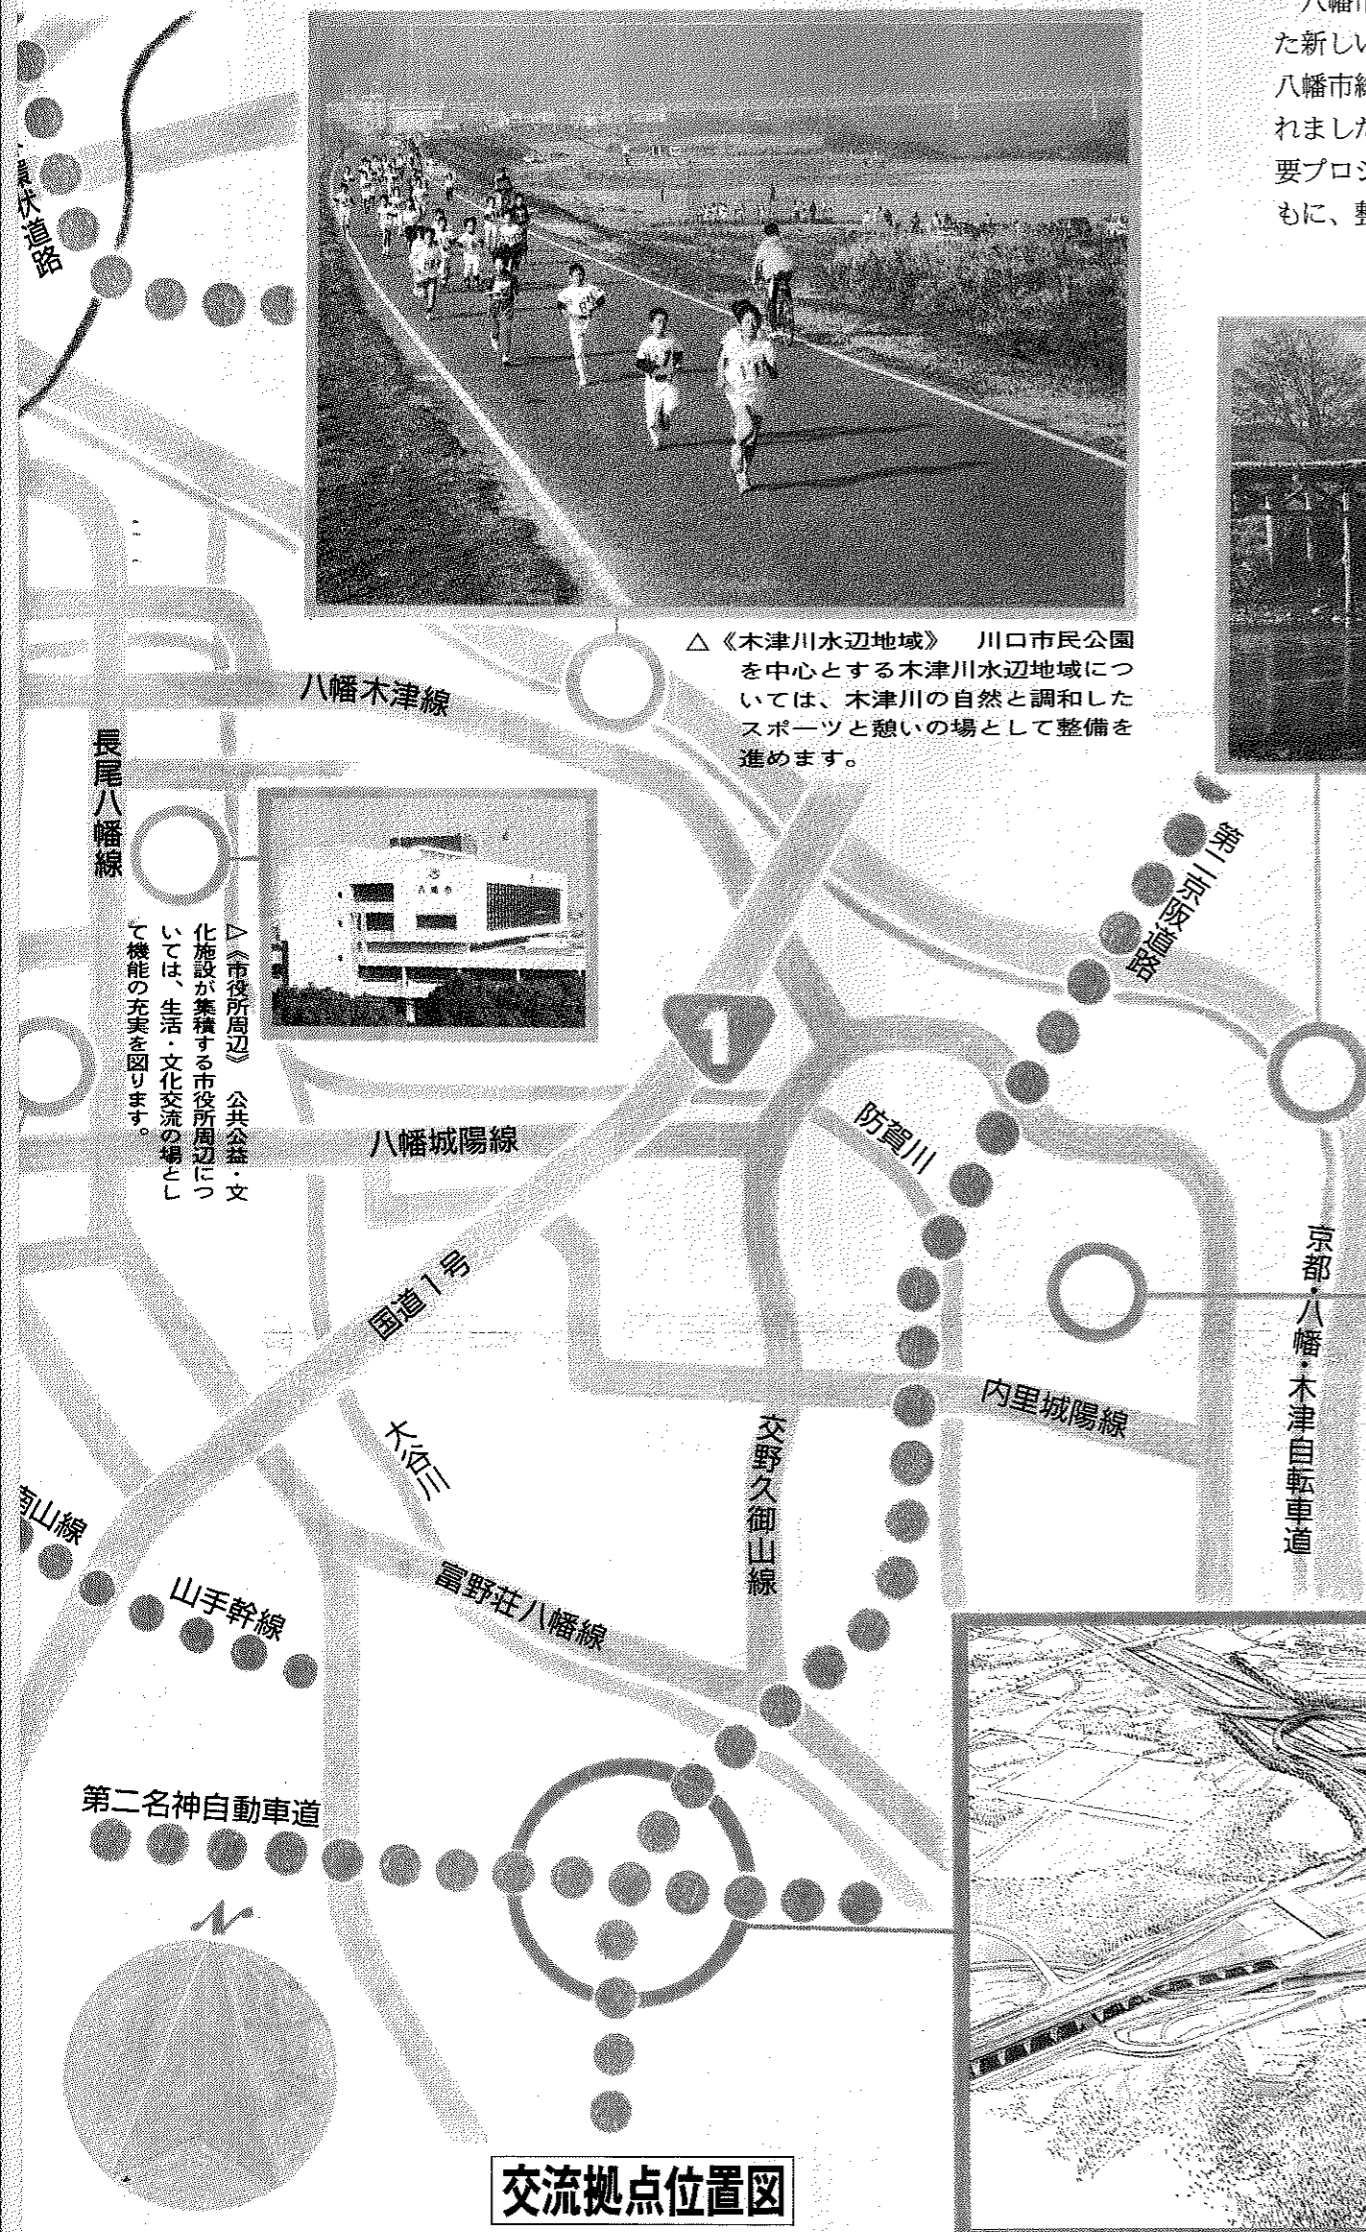 八幡市
た新しい
八幡市総
れました
要プロジ
もに、整
状道路
△《木津川水辺地域》　川口市民公園
を中心とする木津川水辺地域につ
いては、木津川の自然と調和した
スポーツと憩いの場として整備を
進めます。
八幡木津線
長尾八幡線
八幡市
▷《市役所周辺》　公共公益・文
化施設が集積する市役所周辺につ
いては、生活・文化交流の場とし
て機能の充実を図ります。
第二京阪道路
1
防賀川
八幡城陽線
国道1号
京都・八幡・木津自転車道
内里城陽線
大谷川
交野久御山線
南山線
山手幹線
富野荘八幡線
第二名神自動車道
N
交流拠点位置図